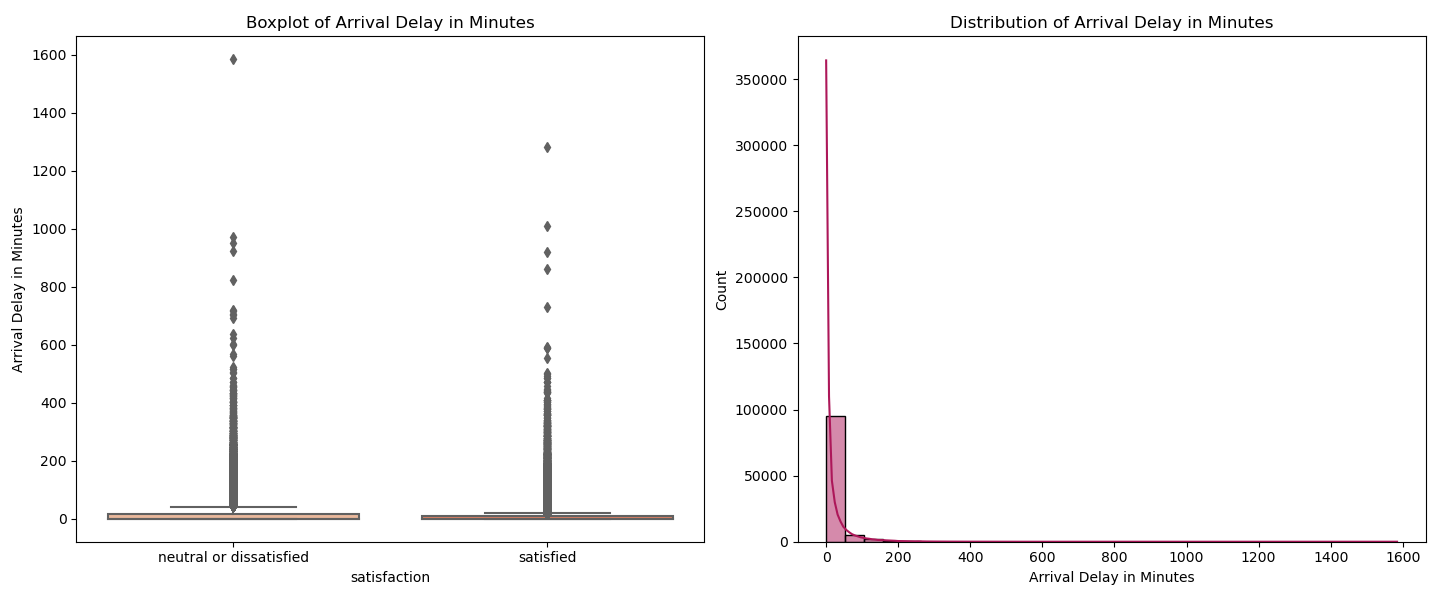 Boxplot of Arrival Delay in Minutes
Arrival Delay in Minutes
1600
1400
1200
1000
800
600
400
200
0
neutral or dissatisfied
satisfied
satisfaction
Distribution of Arrival Delay in Minutes
Count
350000
300000
250000
200000
150000
100000
50000
0
0 200 400 600 800 1000 1200 1400 1600
Arrival Delay in Minutes